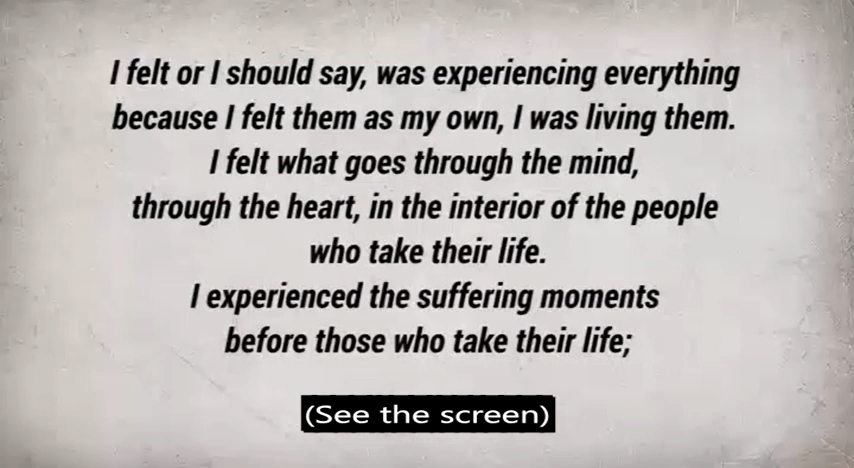 I felt or I should say, was experiencing everything
because I felt them as my own, I was living them.
I felt what goes through the mind,
through the heart, in the interior of the people
who take their life.
I experienced the suffering moments
before those who take their life;
(See the screen)